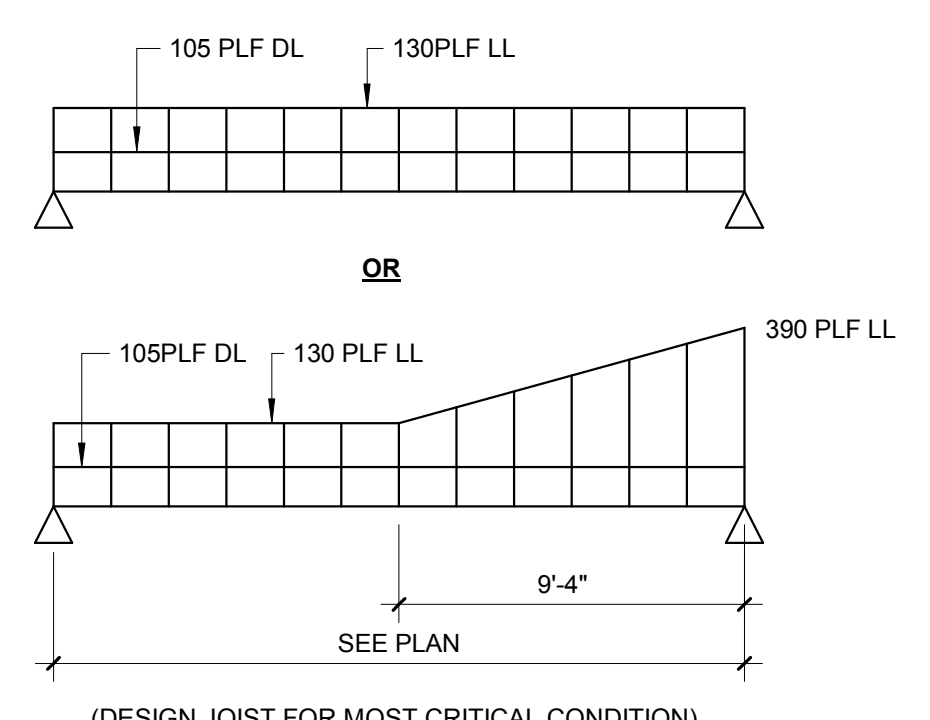 105 PLF DL
130PLF LL
OR
390 PLF LL
105PLF DL
130 PLF LL
9'-4"
SEE PLAN
(DESIGN JOIST FOR MOST CRITICAL CONDITION)